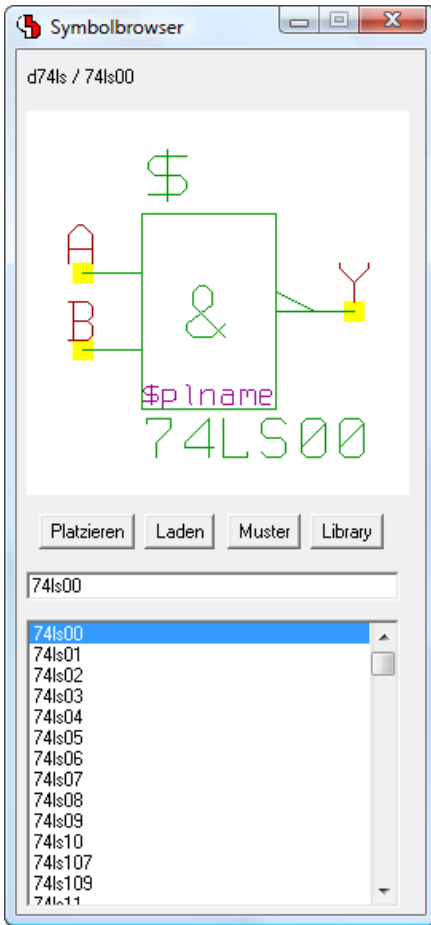 Symbolbrowser
d74ls / 74ls00
$
A
B
Y
&
$plname
74LS00
Platzieren Laden Muster Library
74ls00
74ls00
74ls01
74ls02
74ls03
74ls04
74ls05
74ls06
74ls07
74ls08
74ls09
74ls10
74ls107
74ls109
74ls11